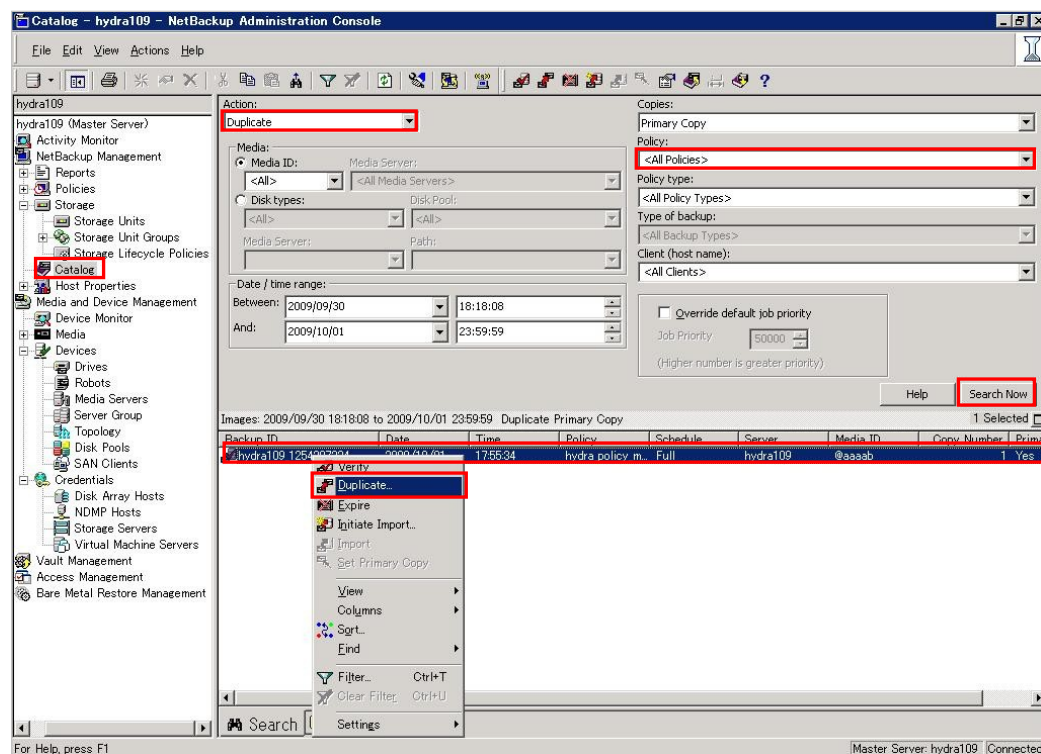 Catalog - hydra109 - NetBackup Administration Console
File Edit View Actions Help
hydra109
hydra109 (Master Server)
Activity Monitor
NetBackup Management
Reports
Policies
Storage
Storage Units
Storage Unit Groups
Storage Lifecycle Policies
Catalog
Host Properties
Media and Device Management
Device Monitor
Media
Devices
Drives
Robots
Media Servers
Server Group
Topology
Disk Pools
SAN Clients
Credentials
Disk Array Hosts
NDMP Hosts
Storage Servers
Virtual Machine Servers
Vault Management
Access Management
Bare Metal Restore Management
Action:
Duplicate
Media:
Media ID: Media Server:
<All> <All Media Servers>
Disk types: Disk Pool:
<All> <All>
Media Server: Path:
Date / time range:
Between: 2009/09/30 18:18:08
And: 2009/10/01 23:59:59
Copies:
Primary Copy
Policy:
<All Policies>
Policy type:
<All Policy Types>
Type of backup:
<All Backup Types>
Client (host name):
<All Clients>
Override default job priority
Job Priority 50000
(Higher number is greater priority)
Help Search Now
Images: 2009/09/30 18:18:08 to 2009/10/01 23:59:59 Duplicate Primary Copy 1 Selected
Backup ID Date Time Policy Schedule Server Media ID Copy Number Prim
hydra109 2009/10/01 17:55:34 hydra policy m... Full hydra109 @aaaab 1 Yes
Verify
Duplicate...
Expire
Initiate Import...
Import
Set Primary Copy
View
Columns
Sort...
Find
Filter... Ctrl+T
Clear Filter Ctrl+U
Settings
Search
For Help, press F1
Master Server: hydra109 Connected